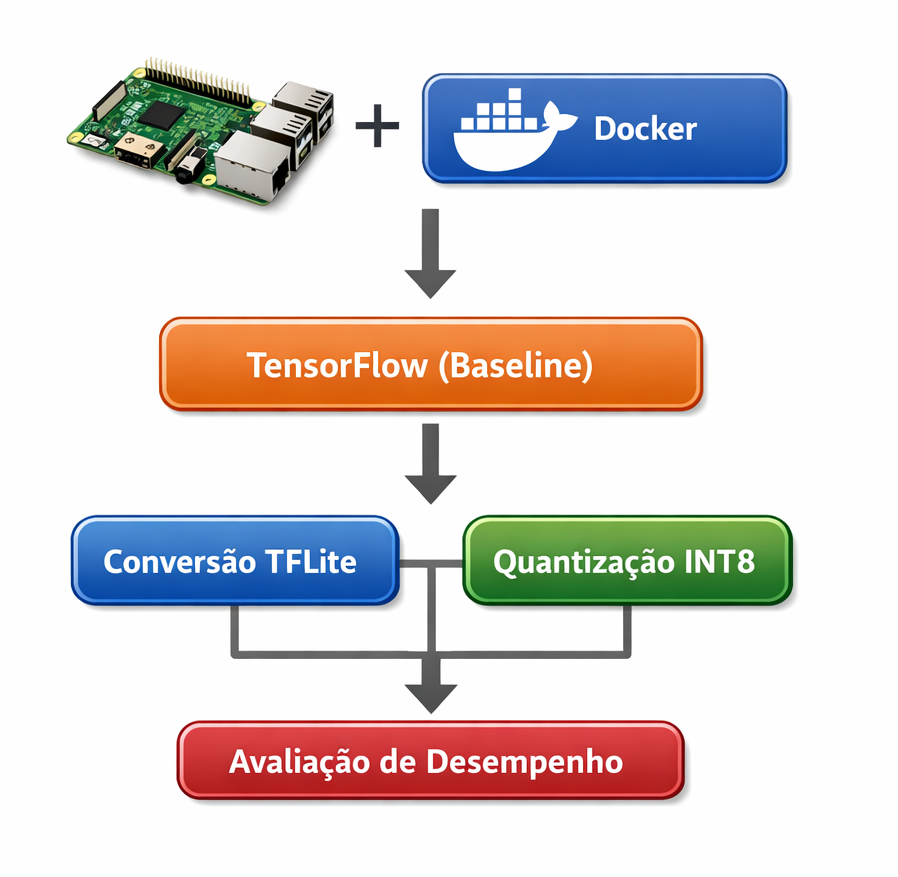 Docker
TensorFlow (Baseline)
Conversão TFLite
Quantização INT8
Avaliação de Desempenho